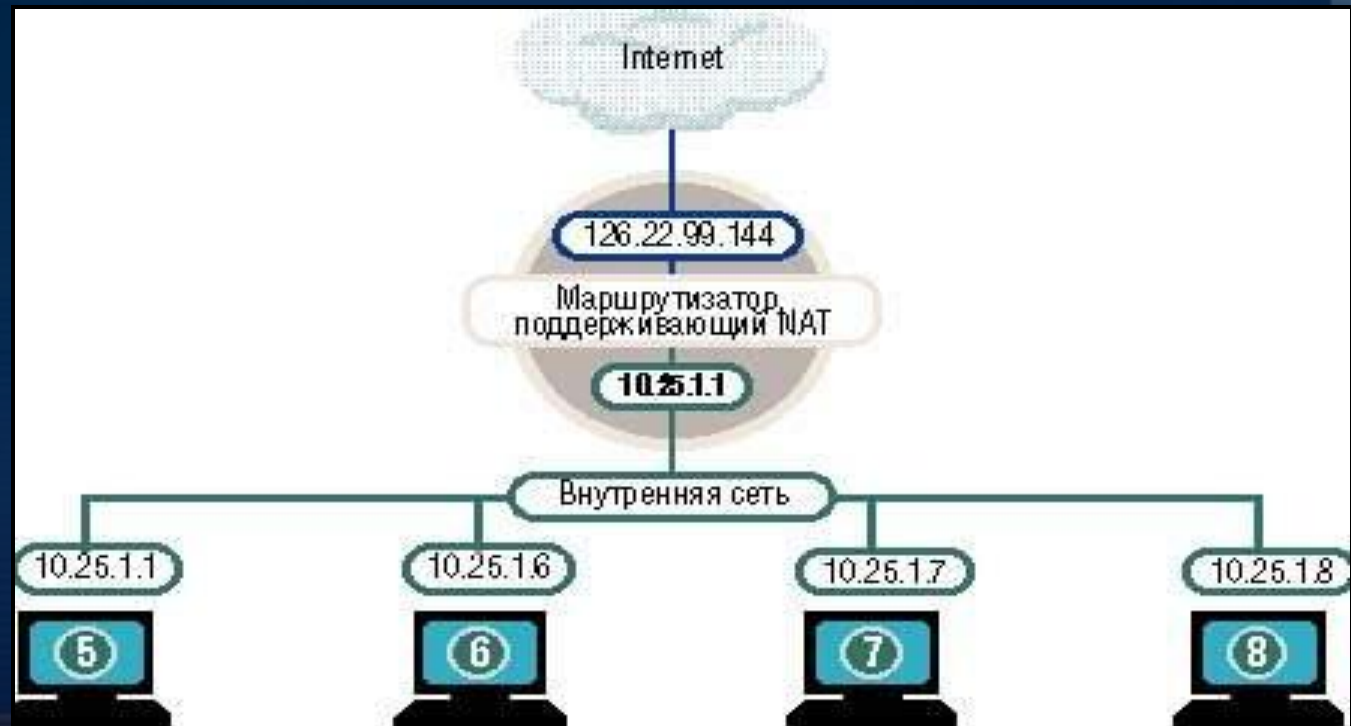 Internet
126.22.99.144
Маршрутизатор,
поддерживающий NAT
10.25.1.1
Внутренняя сеть
10.25.1.1
10.25.1.6
10.25.1.7
10.25.1.8
5
6
7
8